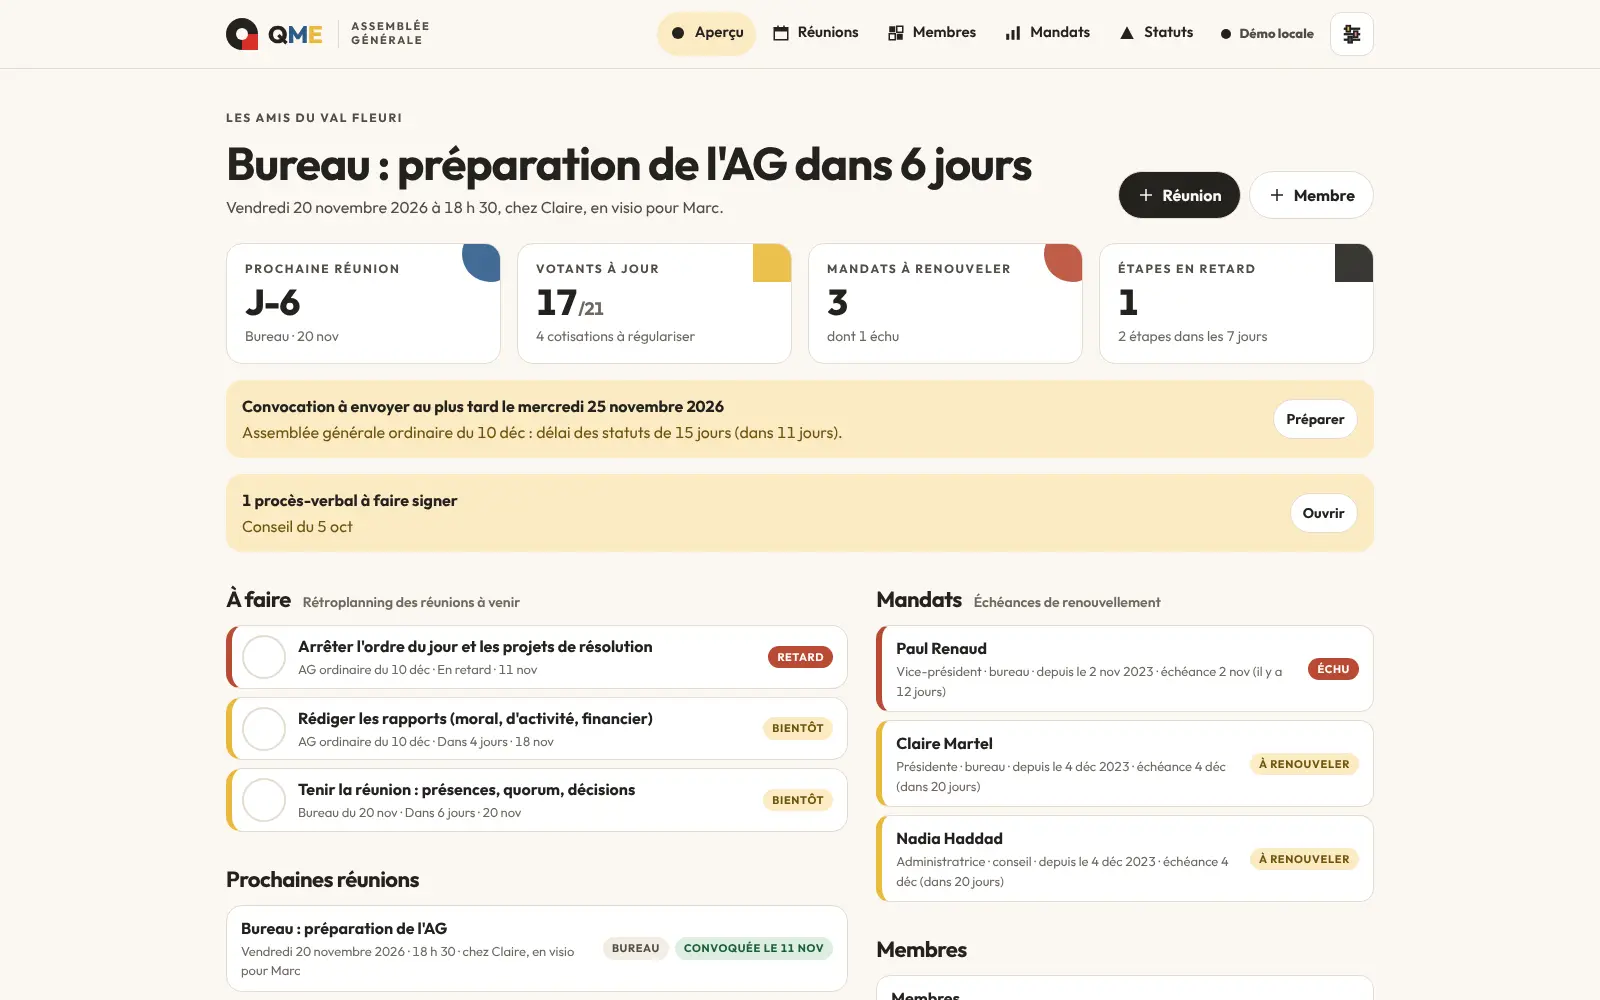 QME
ASSEMBLÉE
GÉNÉRALE
Aperçu
Réunions
Membres
Mandats
Statuts
Démo locale
LES AMIS DU VAL FLEURI
Bureau : préparation de l'AG dans 6 jours
Vendredi 20 novembre 2026 à 18 h 30, chez Claire, en visio pour Marc.
+ Réunion
+ Membre
PROCHAINE RÉUNION
J-6
Bureau · 20 nov
VOTANTS À JOUR
17/21
4 cotisations à régulariser
MANDATS À RENOUVELER
3
dont 1 échu
ÉTAPES EN RETARD
1
2 étapes dans les 7 jours
Convocation à envoyer au plus tard le mercredi 25 novembre 2026
Assemblée générale ordinaire du 10 déc : délai des statuts de 15 jours (dans 11 jours).
Préparer
1 procès-verbal à faire signer
Conseil du 5 oct
Ouvrir
À faire Rétroplanning des réunions à venir
Arrêter l'ordre du jour et les projets de résolution
AG ordinaire du 10 déc · En retard · 11 nov
RETARD
Rédiger les rapports (moral, d'activité, financier)
AG ordinaire du 10 déc · Dans 4 jours · 18 nov
BIENTÔT
Tenir la réunion : présences, quorum, décisions
Bureau du 20 nov · Dans 6 jours · 20 nov
BIENTÔT
Prochaines réunions
Bureau : préparation de l'AG
Vendredi 20 novembre 2026 · 18 h 30 · chez Claire, en visio
pour Marc
BUREAU
CONVOQUÉE LE 11 NOV
Mandats Échéances de renouvellement
Paul Renaud
Vice-président · bureau · depuis le 2 nov 2023 · échéance 2 nov (il y a
12 jours)
ÉCHU
Claire Martel
Présidente · bureau · depuis le 4 déc 2023 · échéance 4 déc
(dans 20 jours)
À RENOUVELER
Nadia Haddad
Administratrice · conseil · depuis le 4 déc 2023 · échéance 4
déc (dans 20 jours)
À RENOUVELER
Membres
Membres